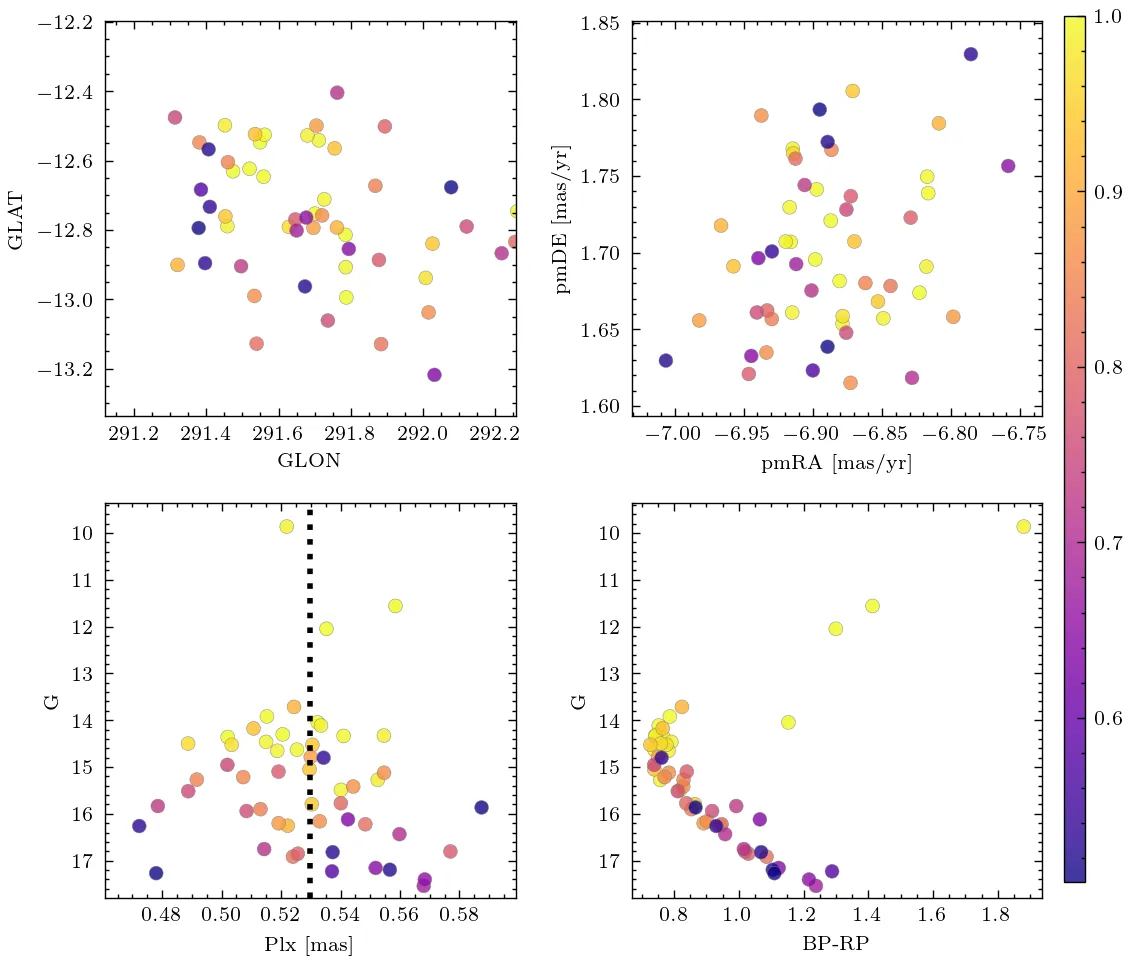 −12.2
−12.4
−12.6
−12.8
−13.0
−13.2
GLAT
291.2 291.4 291.6 291.8 292.0 292.2
GLON
1.85
1.80
1.75
1.70
1.65
1.60
pmDE [mas/yr]
−7.00 −6.95 −6.90 −6.85 −6.80 −6.75
pmRA [mas/yr]
1.0
0.9
0.8
0.7
0.6
10
11
12
13
14
15
16
17
G
0.48 0.50 0.52 0.54 0.56 0.58
Plx [mas]
10
11
12
13
14
15
16
17
G
0.8 1.0 1.2 1.4 1.6 1.8
BP-RP